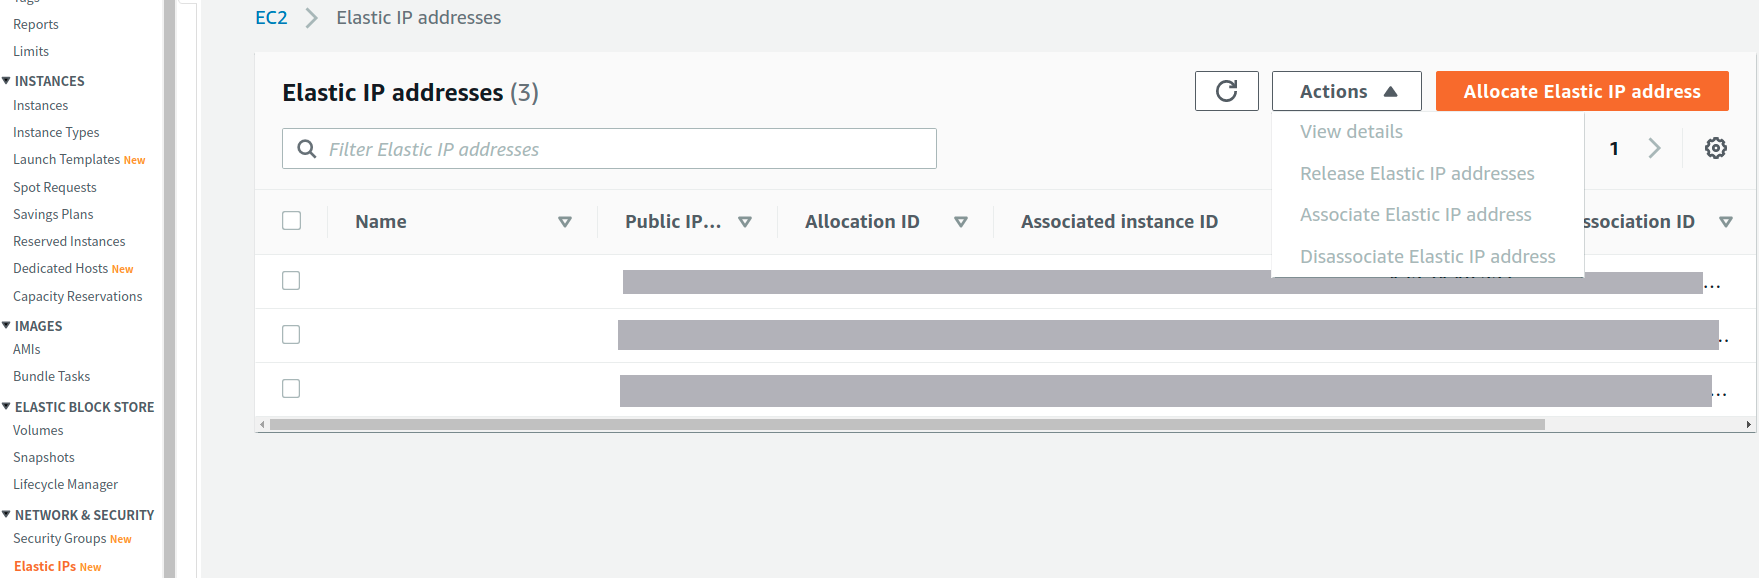 Reports
Limits
INSTANCES
Instances
Instance Types
Launch Templates New
Spot Requests
Savings Plans
Reserved Instances
Dedicated Hosts New
Capacity Reservations
IMAGES
AMIs
Bundle Tasks
ELASTIC BLOCK STORE
Volumes
Snapshots
Lifecycle Manager
NETWORK & SECURITY
Security Groups New
Elastic IPs New
EC2 > Elastic IP addresses
Elastic IP addresses (3)
Actions
Allocate Elastic IP address
Filter Elastic IP addresses
View details
Release Elastic IP addresses
Associate Elastic IP address
Disassociate Elastic IP address
1
Name
Public IP...
Allocation ID
Associated instance ID
ssociation ID
...
..
...